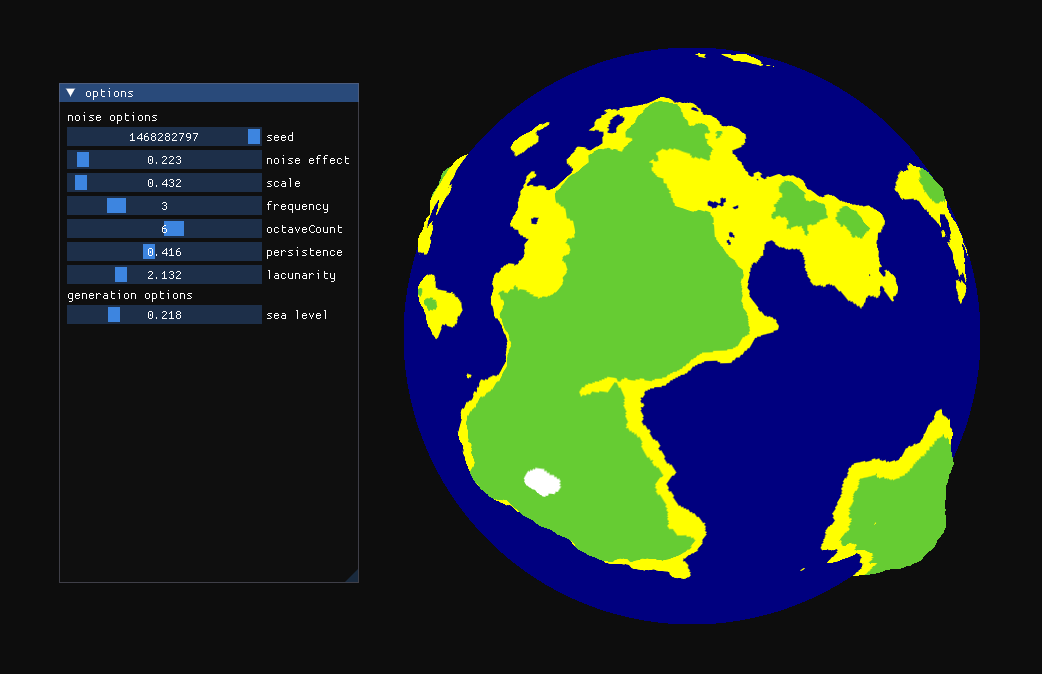 options
noise options
1468282797 seed
0.223 noise effect
0.432 scale
3 frequency
6 octaveCount
0.416 persistence
2.132 lacunarity
generation options
0.218 sea level